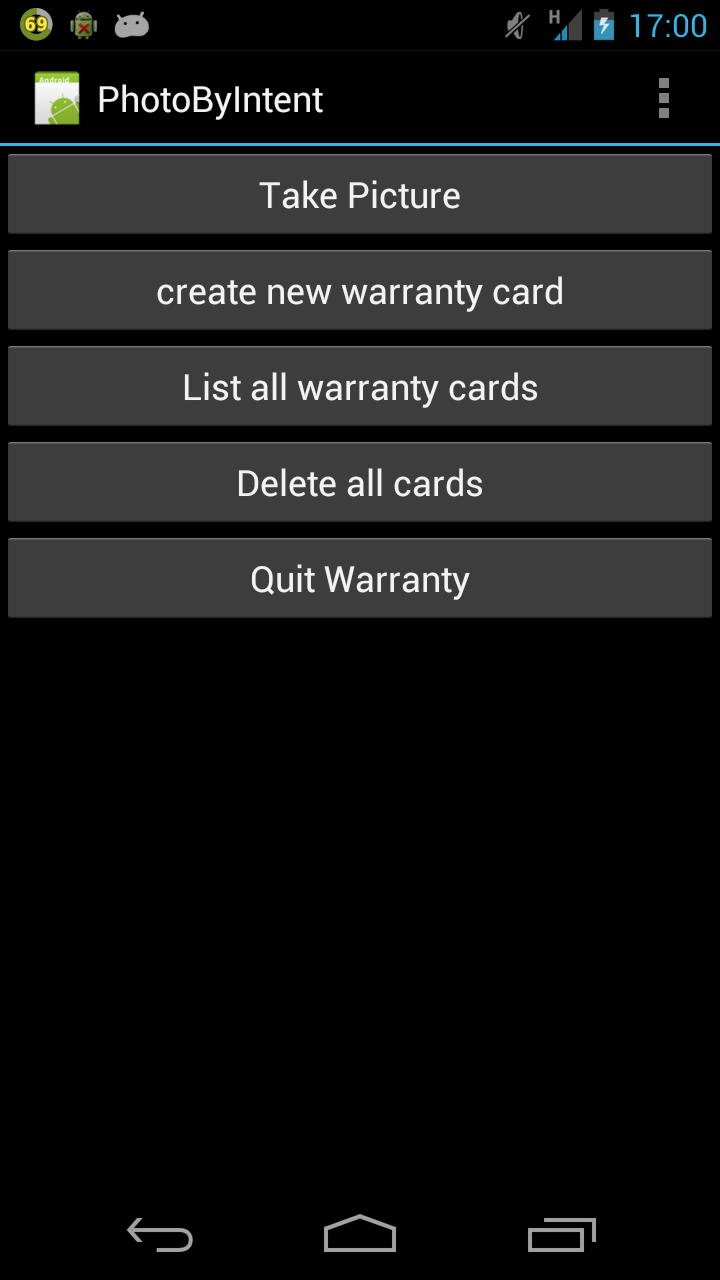 69
H
17:00
Android
PhotoByIntent
Take Picture
create new warranty card
List all warranty cards
Delete all cards
Quit Warranty